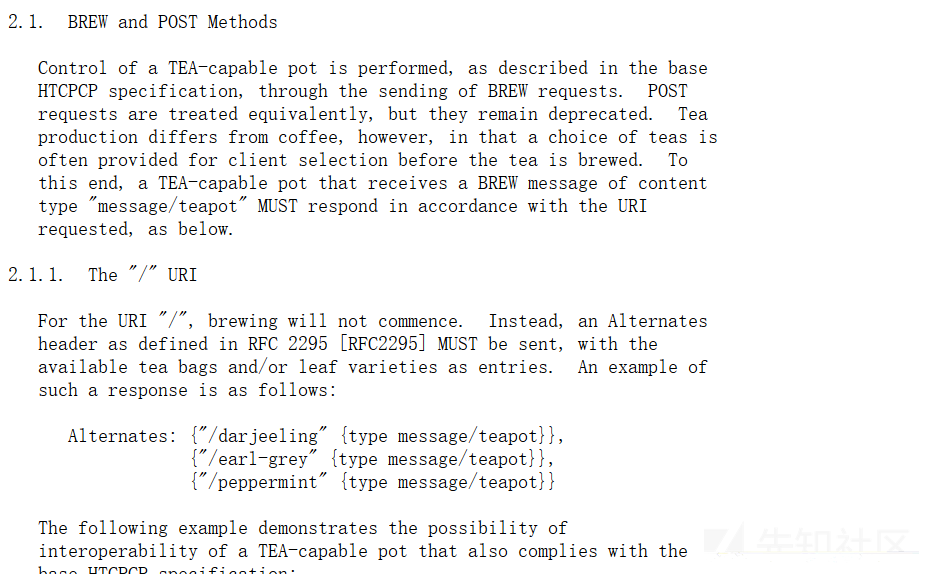 2.1.  BREW and POST Methods
Control of a TEA-capable pot is performed, as described in the base
HTCPCP specification, through the sending of BREW requests.  POST
requests are treated equivalently, but they remain deprecated.  Tea
production differs from coffee, however, in that a choice of teas is
often provided for client selection before the tea is brewed.  To
this end, a TEA-capable pot that receives a BREW message of content
type "message/teapot" MUST respond in accordance with the URI
requested, as below.
2.1.1.  The "/" URI
For the URI "/", brewing will not commence.  Instead, an Alternates
header as defined in RFC 2295 [RFC2295] MUST be sent, with the
available tea bags and/or leaf varieties as entries.  An example of
such a response is as follows:
Alternates: {"/darjeeling" {type message/teapot}},
{"/earl-grey" {type message/teapot}},
{"/peppermint" {type message/teapot}}
The following example demonstrates the possibility of
interoperability of a TEA-capable pot that also complies with the
base HTCPCP specification:
先知社区